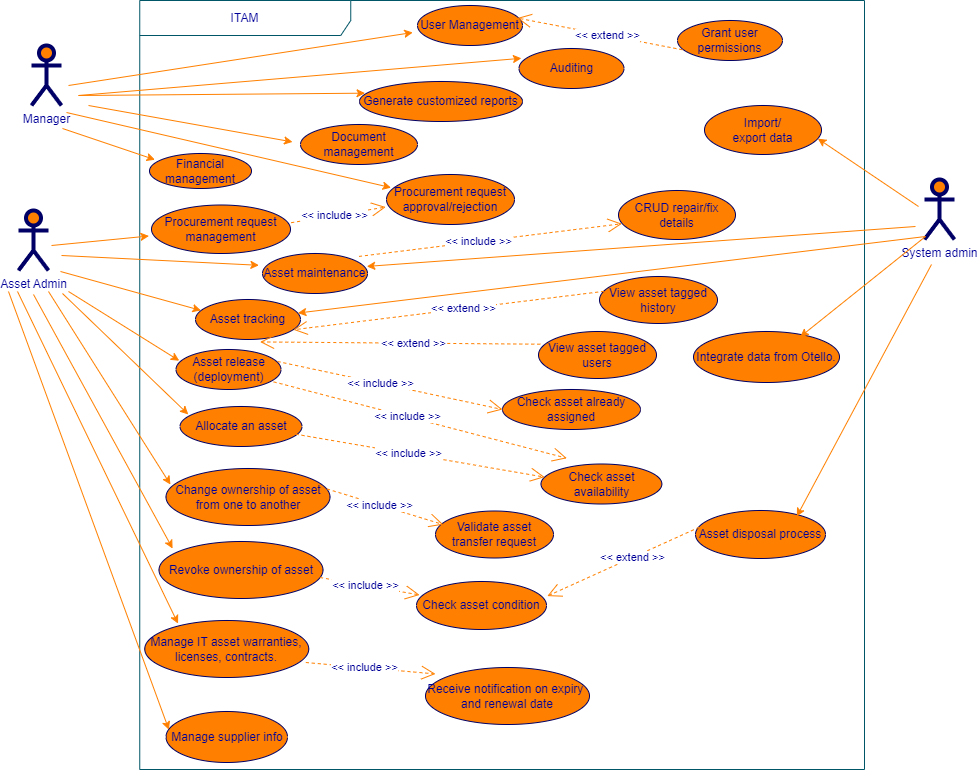 ITAM
User Management
<< extend >>
Grant user
permissions
Auditing
Generate customized reports
Manager
Document
management
Import/
export data
Financial
management
Procurement request
approval/rejection
<< include >>
Procurement request
management
CRUD repair/fix
details
<< include >>
System admin
Asset Admin
Asset maintenance
View asset tagged
history
<< extend >>
Asset tracking
<< extend >>
View asset tagged
users
Integrate data from Otello.
Asset release
(deployment)
<< include >>
Check asset already
assigned
<< include >>
Allocate an asset
<< include >>
Check asset
availability
Change ownership of asset
from one to another
<< include >>
Validate asset
transfer request
Asset disposal process
<< extend >>
Revoke ownership of asset
<< include >>
Check asset condition
Manage IT asset warranties,
licenses, contracts.
<< include >>
Receive notification on expiry
and renewal date
Manage supplier info